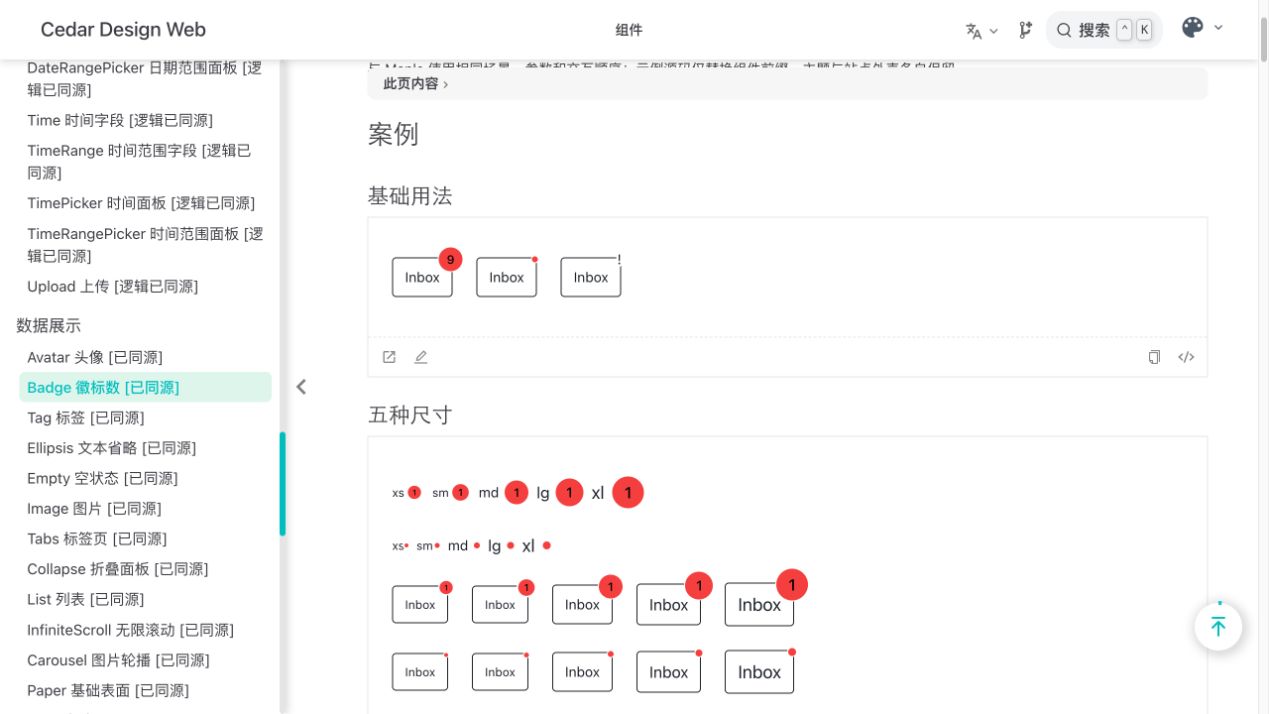 Cedar Design Web
组件
搜索
^
K
DateRangePicker 日期范围面板 [逻
辑已同源]
Time 时间字段 [逻辑已同源]
TimeRange 时间范围字段 [逻辑已
同源]
TimePicker 时间面板 [逻辑已同源]
TimeRangePicker 时间范围面板 [逻
辑已同源]
Upload 上传 [逻辑已同源]
数据展示
Avatar 头像 [已同源]
Badge 徽标数 [已同源]
Tag 标签 [已同源]
Ellipsis 文本省略 [已同源]
Empty 空状态 [已同源]
Image 图片 [已同源]
Tabs 标签页 [已同源]
Collapse 折叠面板 [已同源]
List 列表 [已同源]
InfiniteScroll 无限滚动 [已同源]
Carousel 图片轮播 [已同源]
Paper 基础表面 [已同源]
此页内容 ›
案例
基础用法
Inbox 9 Inbox Inbox !
五种尺寸
xs 1 sm 1 md 1 lg 1 xl 1
xs sm md lg xl
Inbox 1 Inbox 1 Inbox 1 Inbox 1 Inbox 1
Inbox Inbox Inbox Inbox Inbox